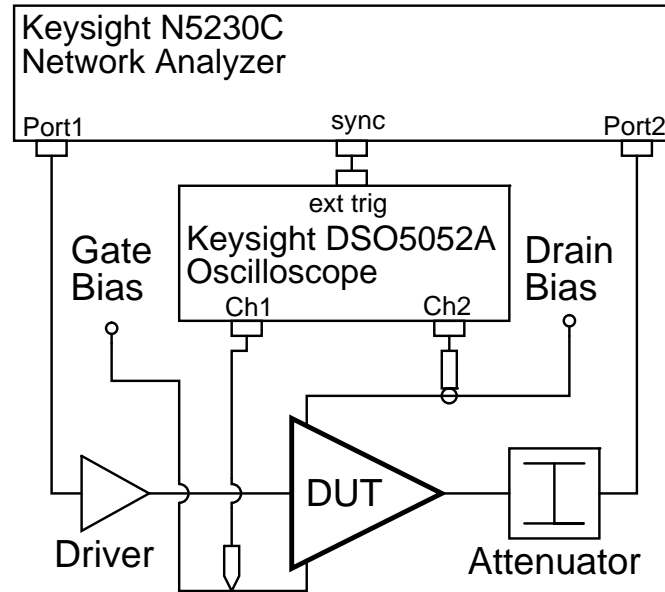 Keysight N5230C
Network Analyzer
Port1
sync
Port2
ext trig
Keysight DSO5052A
Oscilloscope
Ch1
Ch2
Gate
Bias
Drain
Bias
DUT
Driver
Attenuator